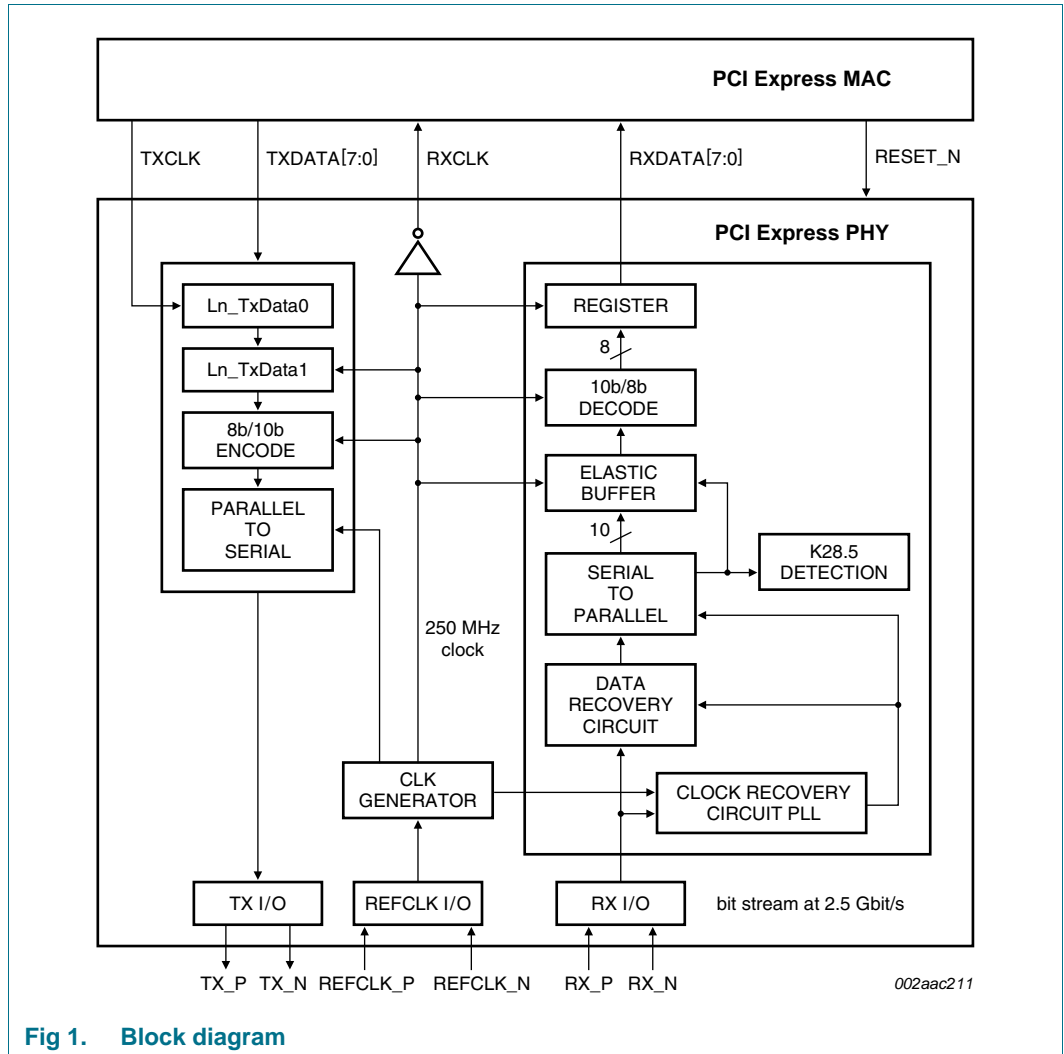 PCI Express MAC
TXCLK
TXDATA[7:0]
RXCLK
RXDATA[7:0]
RESET_N
PCI Express PHY
Ln_TxData0
Ln_TxData1
8b/10b
ENCODE
PARALLEL
TO
SERIAL
REGISTER
8
10b/8b
DECODE
ELASTIC
BUFFER
10
K28.5
DETECTION
SERIAL
TO
PARALLEL
250 MHz
clock
DATA
RECOVERY
CIRCUIT
CLK
GENERATOR
CLOCK RECOVERY
CIRCUIT PLL
TX I/O
REFCLK I/O
RX I/O
bit stream at 2.5 Gbit/s
TX_P TX_N REFCLK_P REFCLK_N RX_P RX_N
002aac211
Fig 1. Block diagram